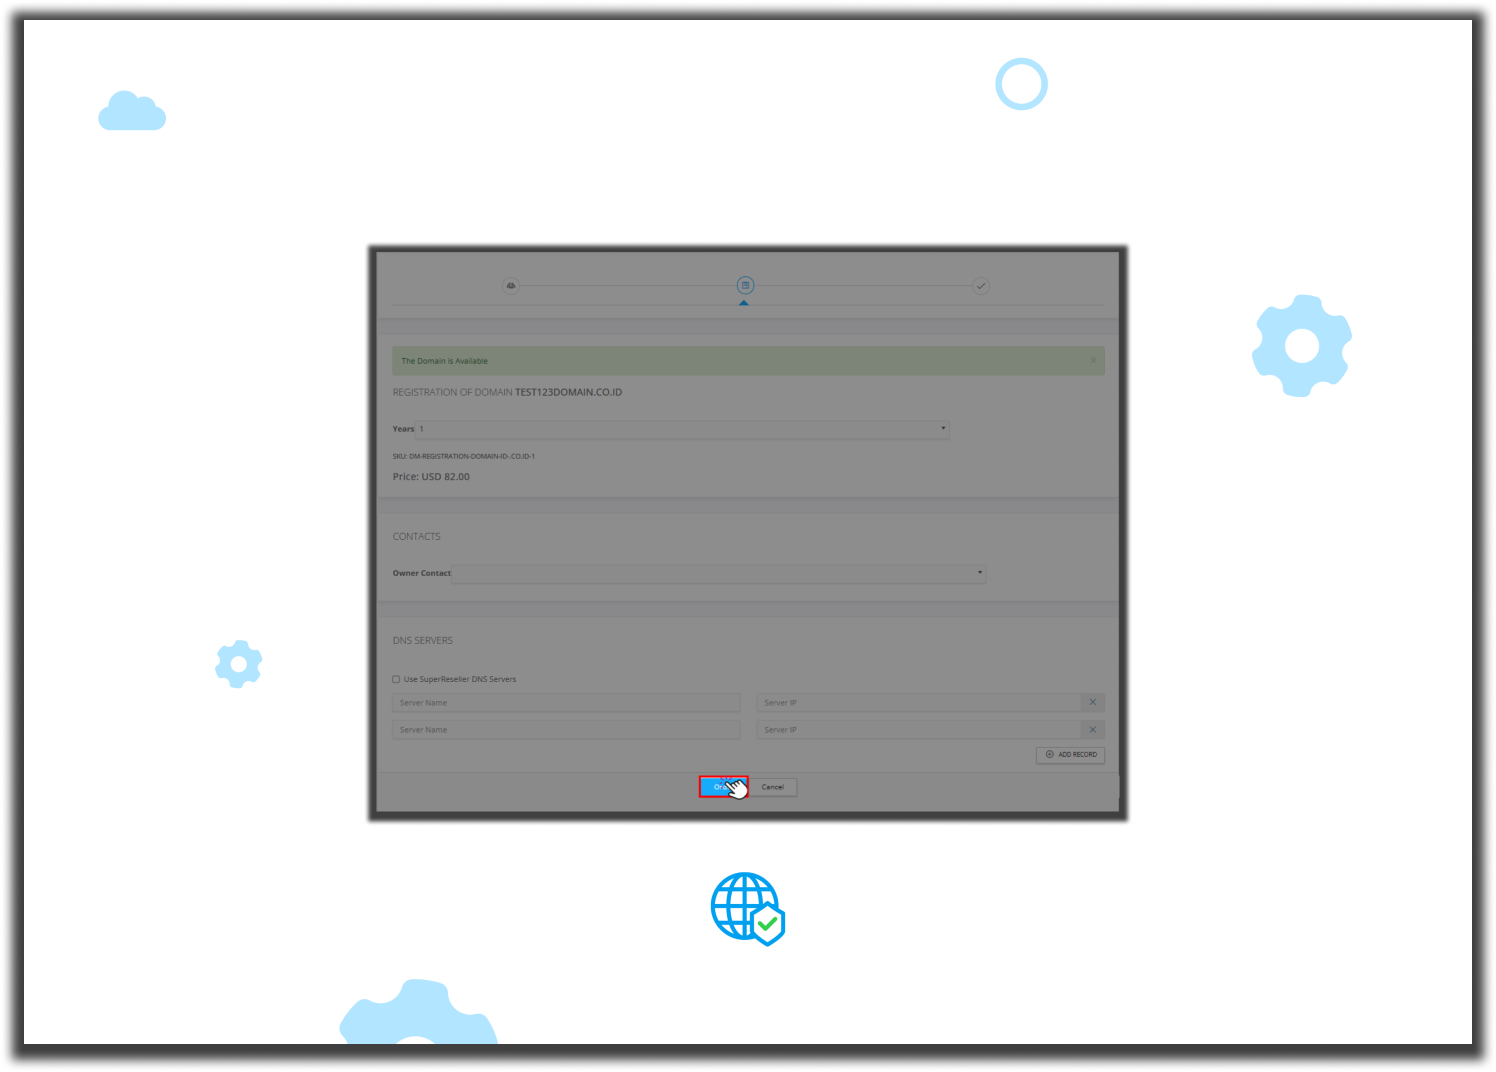 The Domain is Available
REGISTRATION OF DOMAIN TEST123DOMAIN.CO.ID
Years 1
SKU: DM-REGISTRATION-DOMAIN-ID-.CO.ID-1
Price: USD 82.00
CONTACTS
Owner Contact
DNS SERVERS
Use SuperReseller DNS Servers
Server Name Server IP
Server Name Server IP
ADD RECORD
Cancel